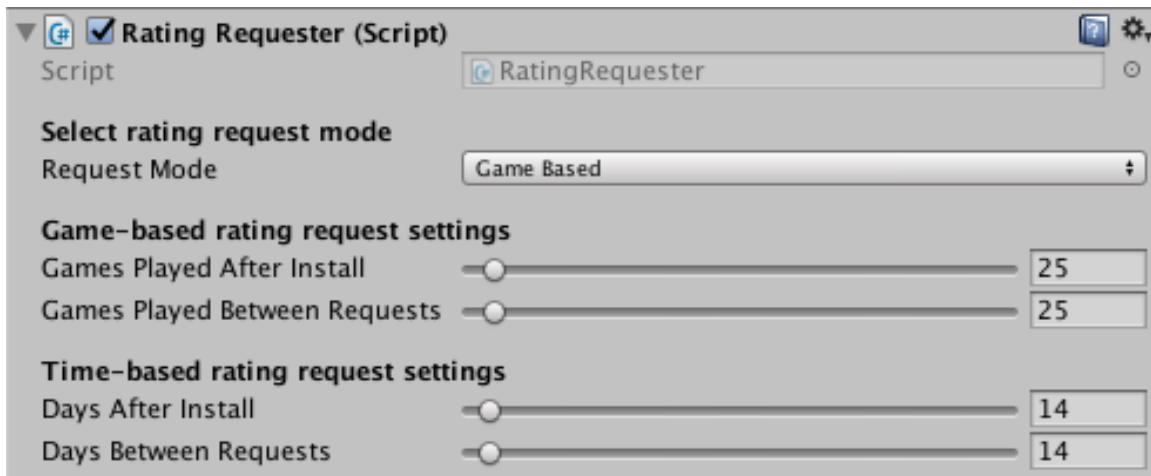 Rating Requester (Script)
Script RatingRequester
Select rating request mode
Request Mode Game Based
Game-based rating request settings
Games Played After Install 25
Games Played Between Requests 25
Time-based rating request settings
Days After Install 14
Days Between Requests 14